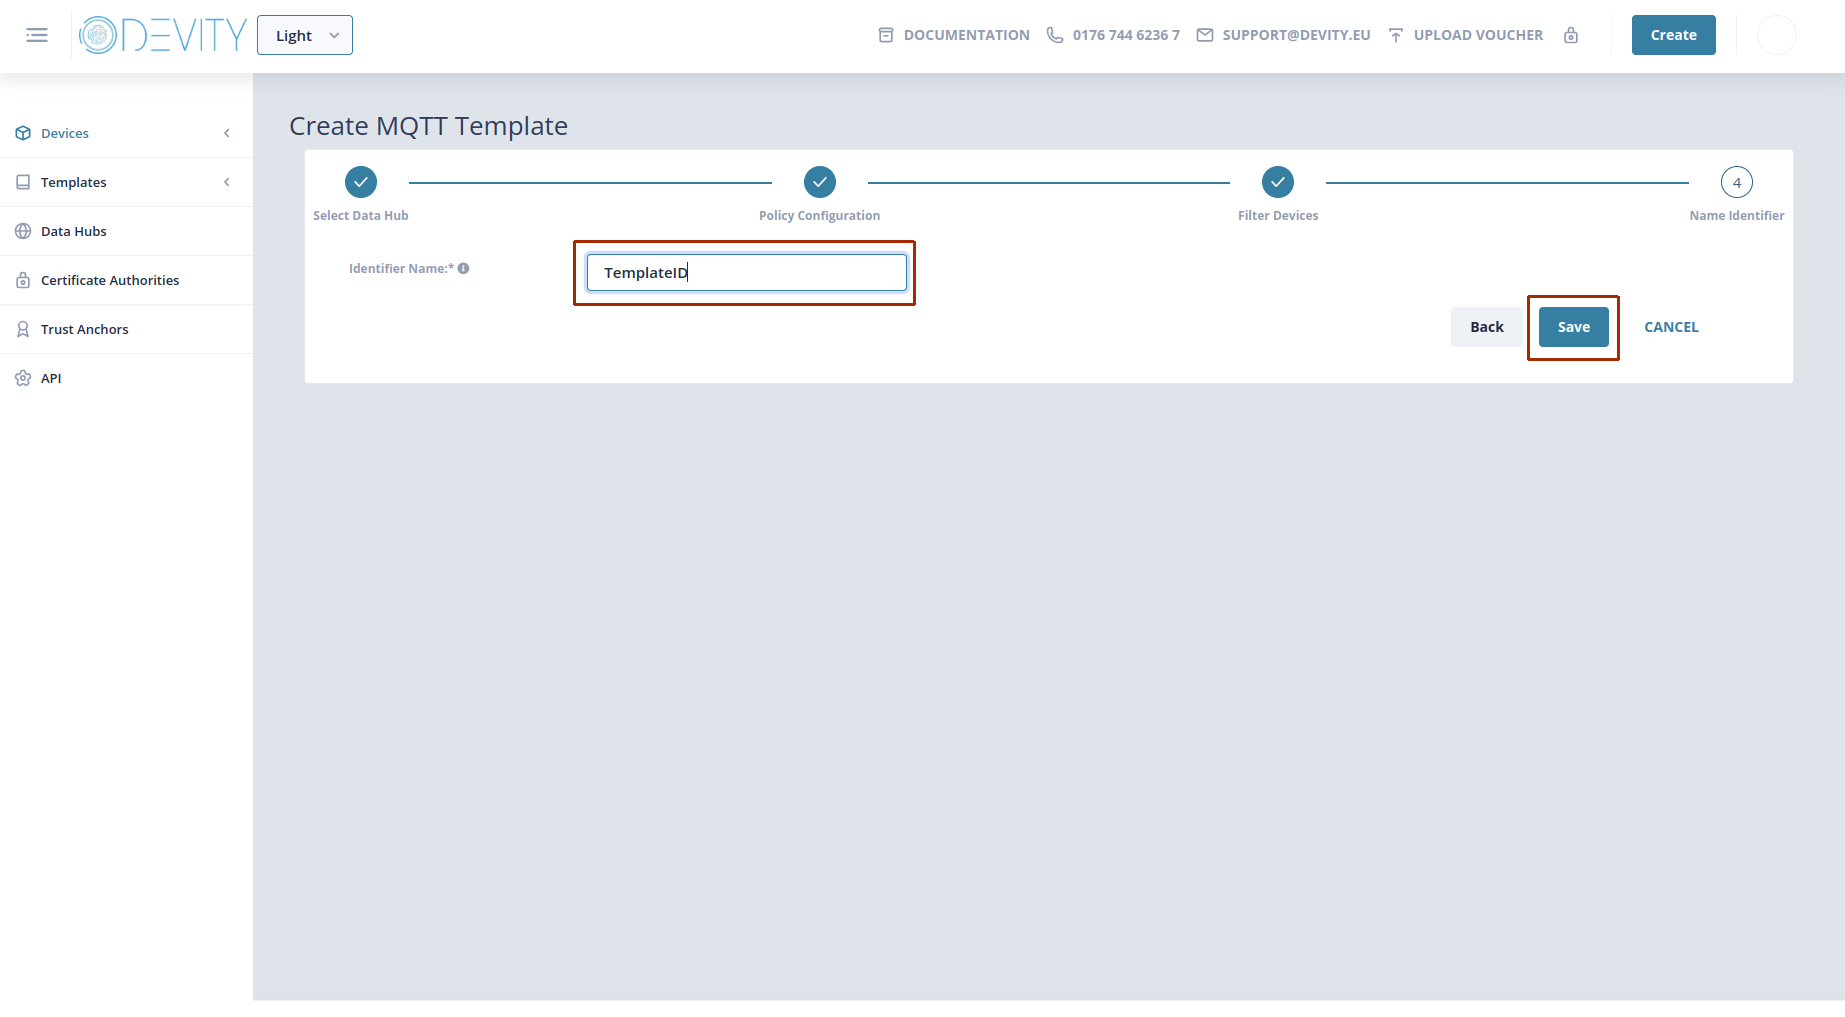 DEVITY
Light
DOCUMENTATION
0176 744 6236 7
SUPPORT@DEVITY.EU
UPLOAD VOUCHER
Create
Devices
Templates
Data Hubs
Certificate Authorities
Trust Anchors
API
Create MQTT Template
4
Select Data Hub
Policy Configuration
Filter Devices
Name Identifier
Identifier Name:*
TemplateID
Back
Save
CANCEL